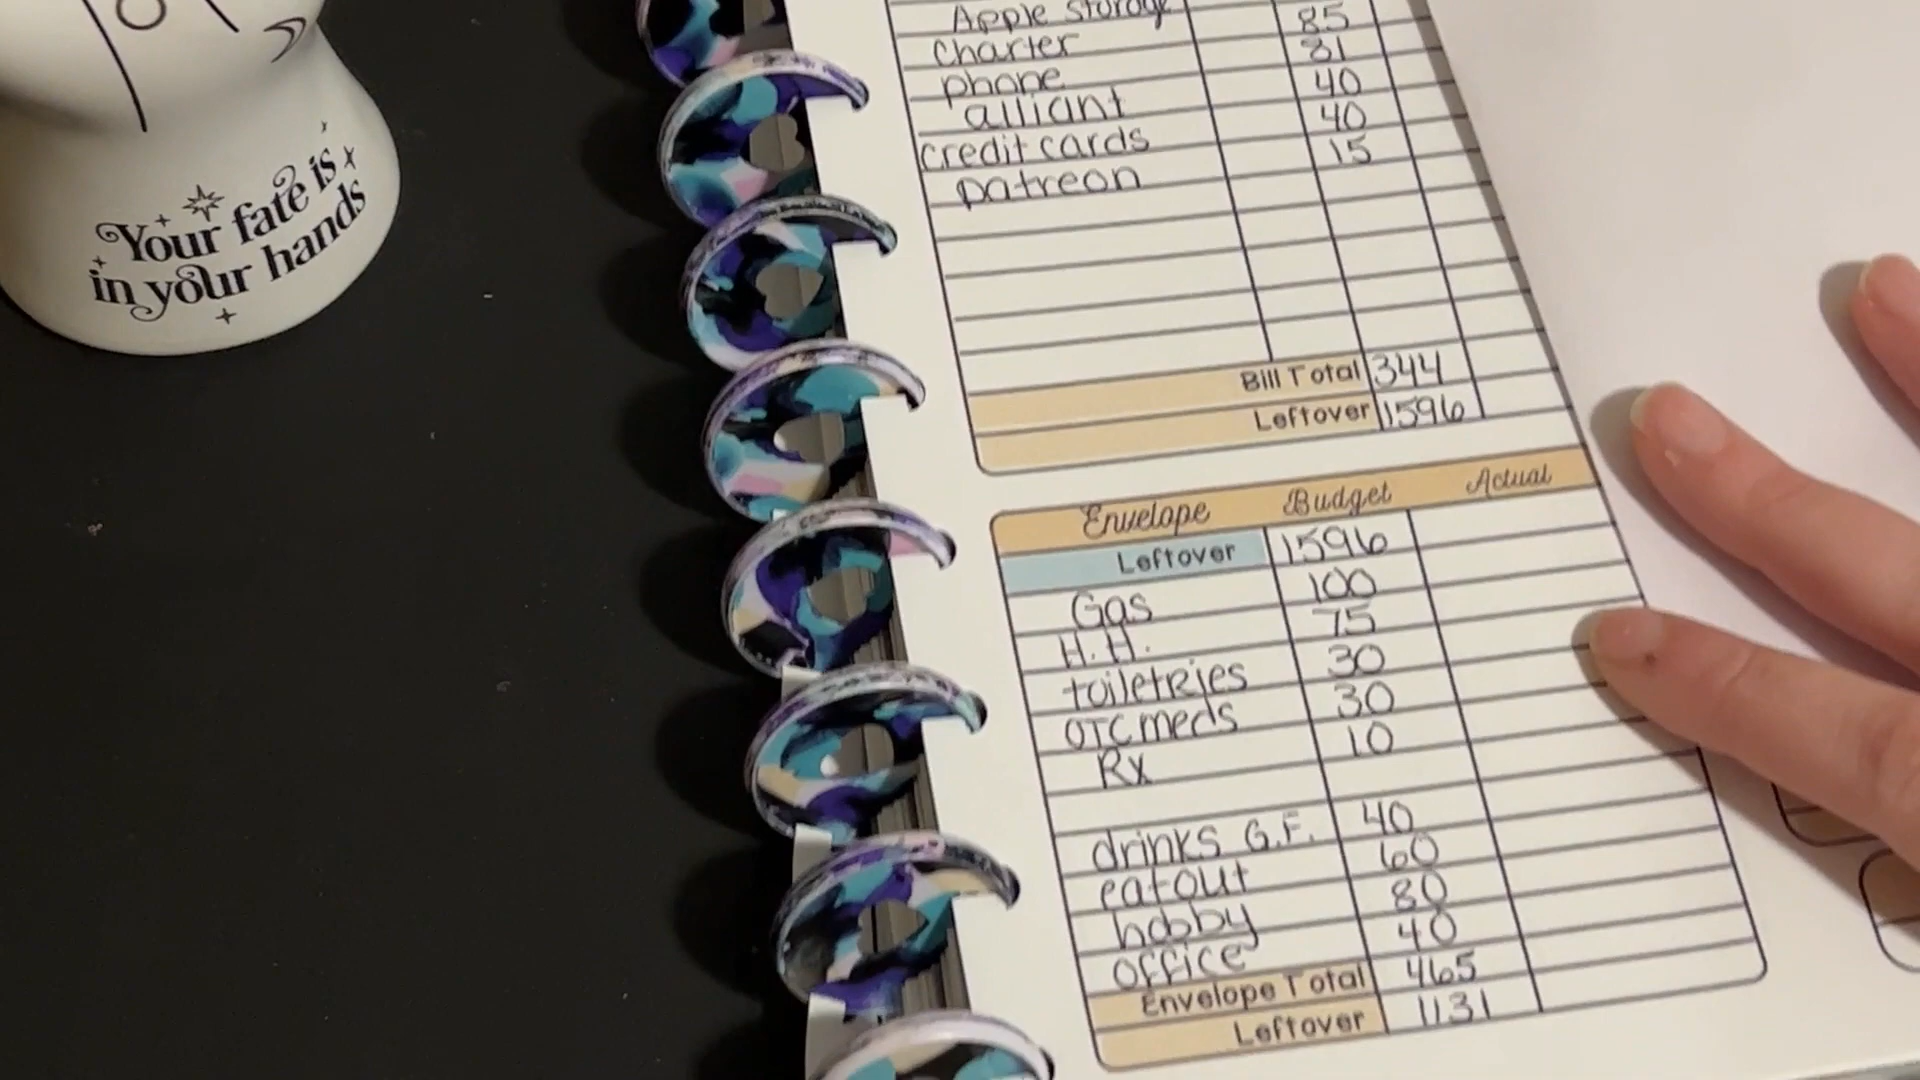 Your fate is
in your hands
Apple storage
Charter 85
phone 81
alliant 40
credit cards 40
patreon 15
Bill Total 344
Leftover 1596
Envelope Budget Actual
Leftover 1596
Gas 100
H.H. 75
toiletries 30
OTC meds 30
Rx 10
drinks G.F. 40
eatout 60
hobby 80
office 40
Envelope Total 465
Leftover 1131